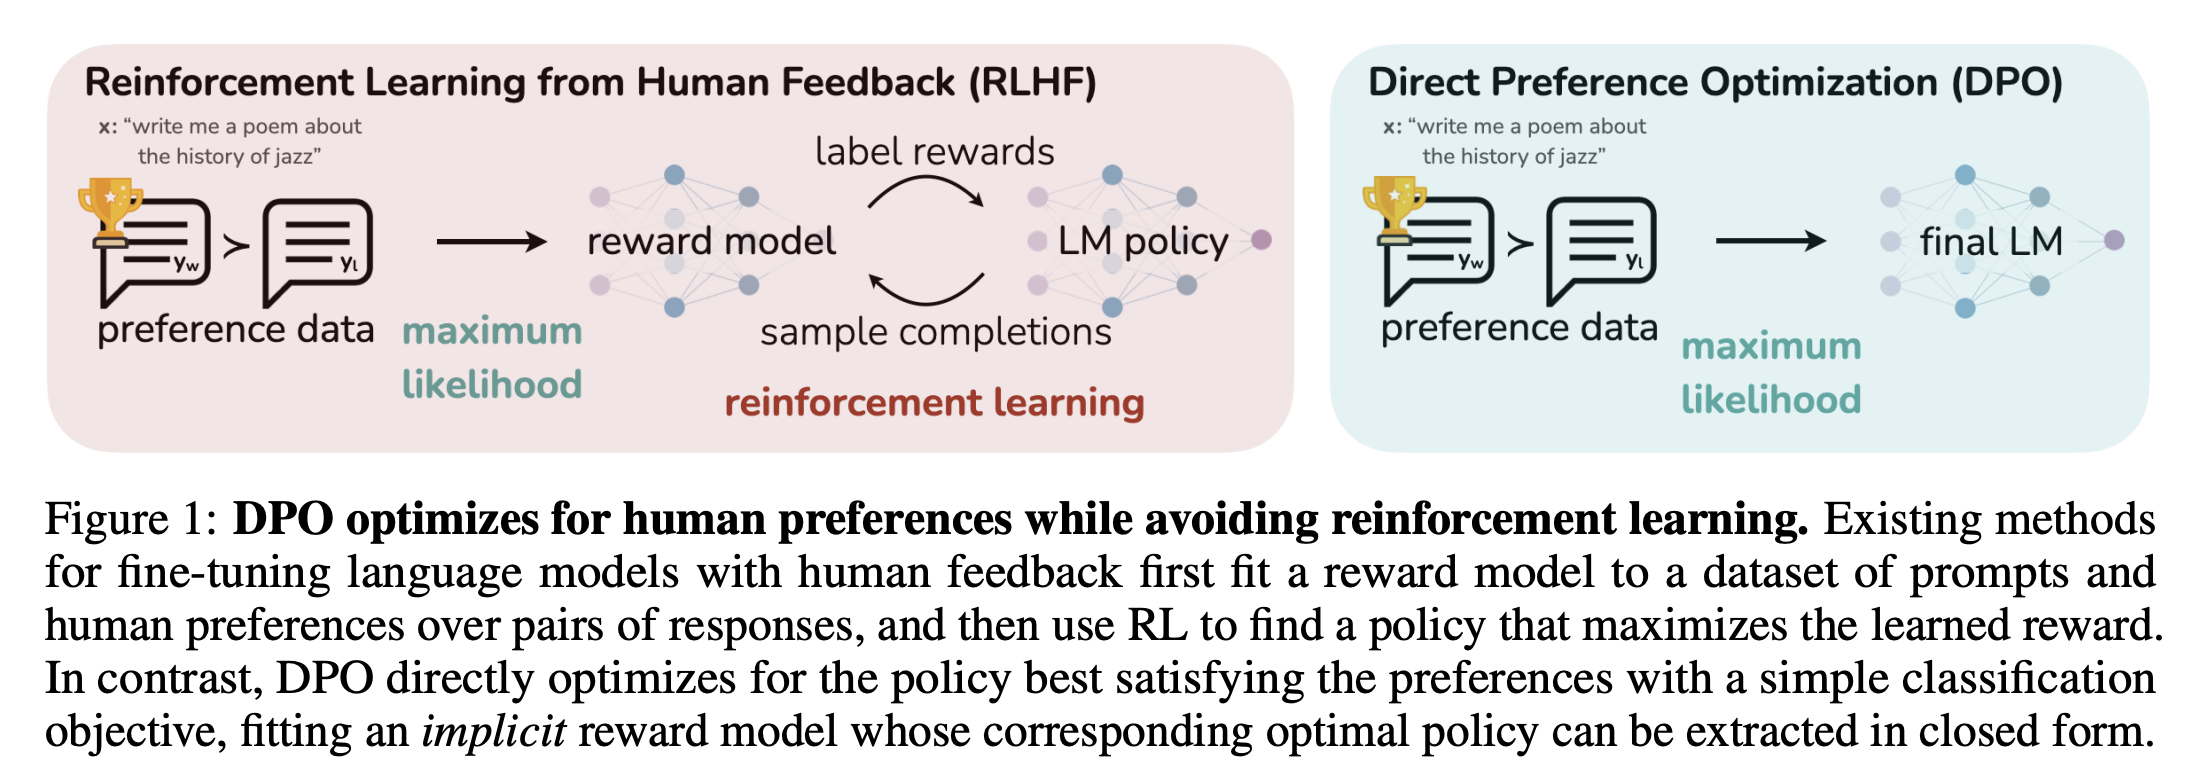 Reinforcement Learning from Human Feedback (RLHF)
x: “write me a poem about
the history of jazz”
label rewards
yw
≻
yl
reward model
LM policy
preference data
maximum
likelihood
sample completions
reinforcement learning
Direct Preference Optimization (DPO)
x: “write me a poem about
the history of jazz”
yw
≻
yl
final LM
preference data
maximum
likelihood
Figure 1: DPO optimizes for human preferences while avoiding reinforcement learning. Existing methods
for fine-tuning language models with human feedback first fit a reward model to a dataset of prompts and
human preferences over pairs of responses, and then use RL to find a policy that maximizes the learned reward.
In contrast, DPO directly optimizes for the policy best satisfying the preferences with a simple classification
objective, fitting an implicit reward model whose corresponding optimal policy can be extracted in closed form.